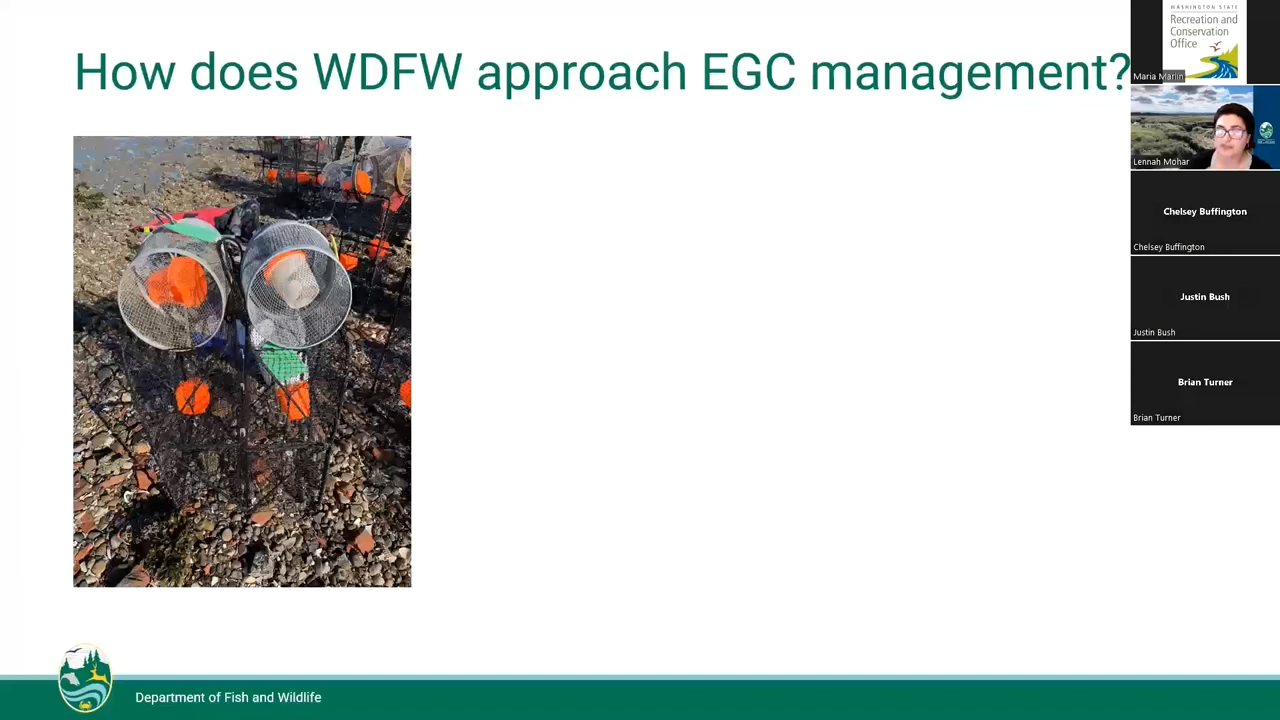 How does WDFW approach EGC management?
WASHINGTON STATE
Recreation and
Conservation
Office
Maria Marlin
Lennah Mohar
Chelsey Buffington
Chelsey Buffington
Justin Bush
Justin Bush
Brian Turner
Brian Turner
Department of Fish and Wildlife